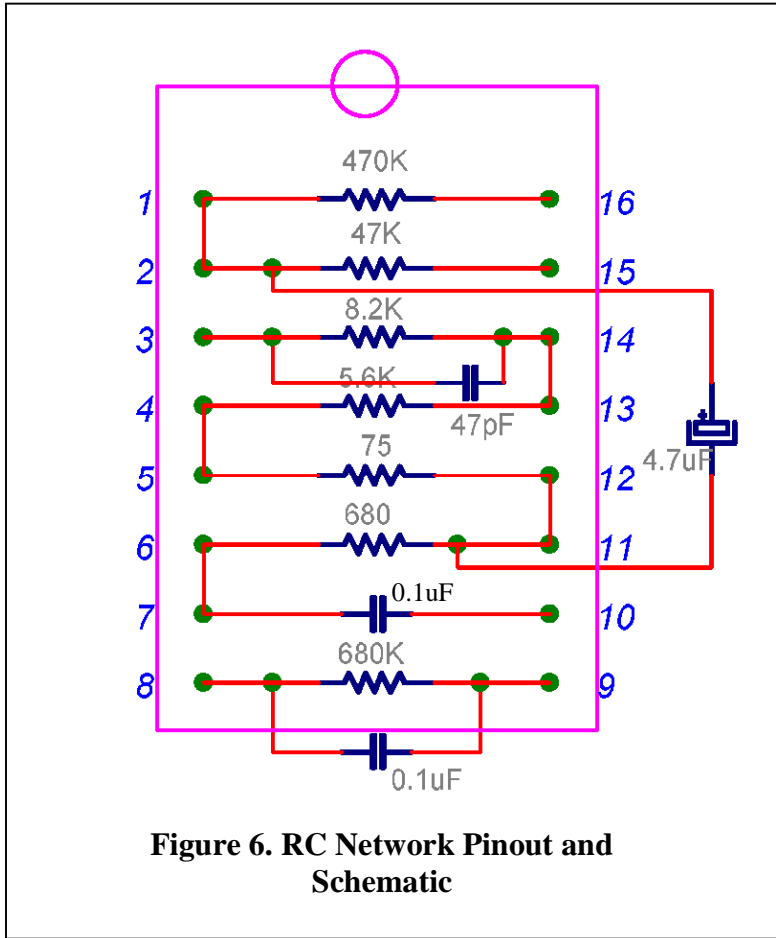 470K
1 16
47K
2 15
8.2K
3 14
5.6K
4 13
47pF
75
4.7uF
5 12
680
6 11
0.1uF
7 10
680K
8 9
0.1uF
Figure 6. RC Network Pinout and
Schematic